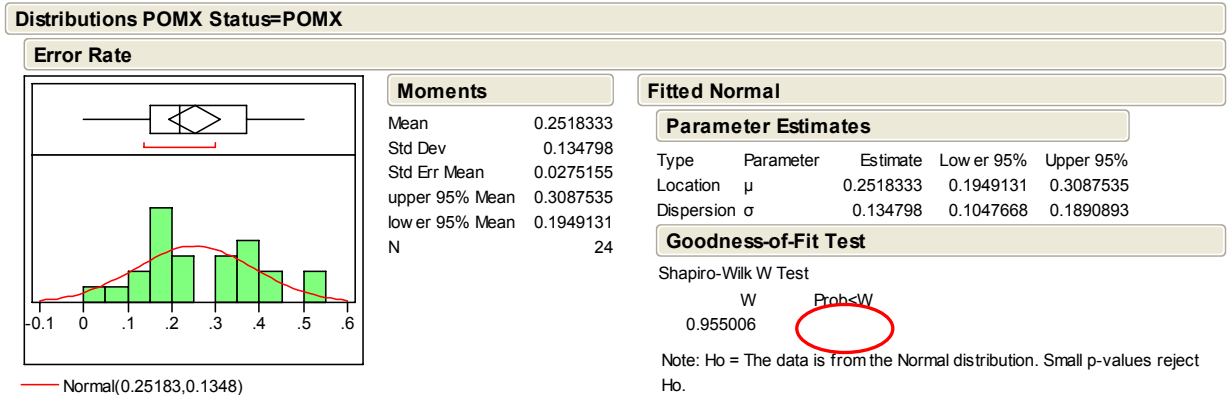 Distributions POMX Status=POMX
Error Rate
-0.1 0 .1 .2 .3 .4 .5 .6
Normal(0.25183,0.1348)
Moments
Mean 0.2518333
Std Dev 0.134798
Std Err Mean 0.0275155
upper 95% Mean 0.3087535
lower 95% Mean 0.1949131
N 24
Fitted Normal
Parameter Estimates
Type Parameter Estimate Lower 95% Upper 95%
Location μ 0.2518333 0.1949131 0.3087535
Dispersion σ 0.134798 0.1047668 0.1890893
Goodness-of-Fit Test
Shapiro-Wilk W Test
W Prob<W
0.955006
Note: Ho = The data is from the Normal distribution. Small p-values reject
Ho.